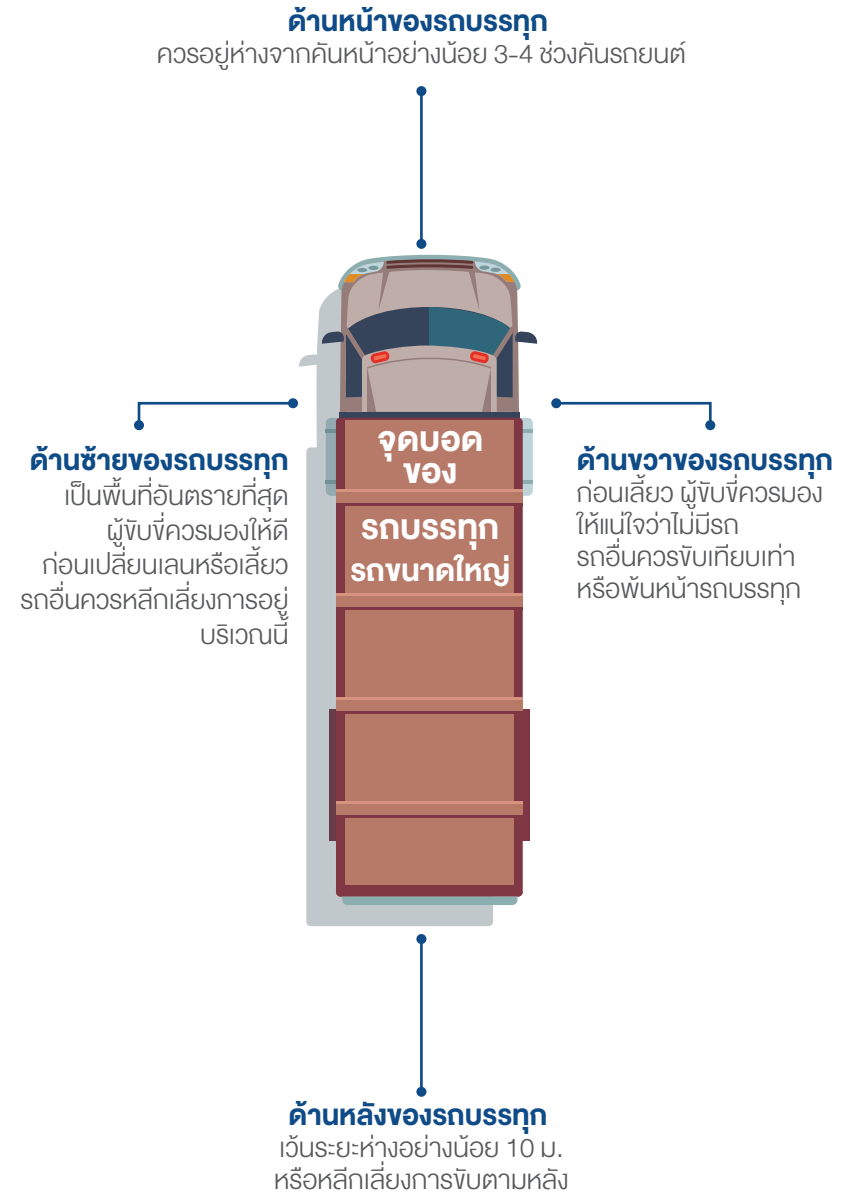 ด้านหน้าของรถบรรทุก
ควรอยู่ห่างจากคันหน้าอย่างน้อย 3-4 ช่วงคันรถยนต์
จุดบอด
ของ
รถบรรทุก
รถขนาดใหญ่
ด้านซ้ายของรถบรรทุก
เป็นพื้นที่อันตรายที่สุด
ผู้ขับขี่ควรมองให้ดี
ก่อนเปลี่ยนเลนหรือเลี้ยว
รถอื่นควรหลีกเลี่ยงการอยู่
บริเวณนี้
ด้านขวาของรถบรรทุก
ก่อนเลี้ยว ผู้ขับขี่ควรมอง
ให้แน่ใจว่าไม่มีรถ
รถอื่นควรขับเทียบเท่า
หรือพ้นหน้ารถบรรทุก
ด้านหลังของรถบรรทุก
เว้นระยะห่างอย่างน้อย 10 ม.
หรือหลีกเลี่ยงการขับตามหลัง